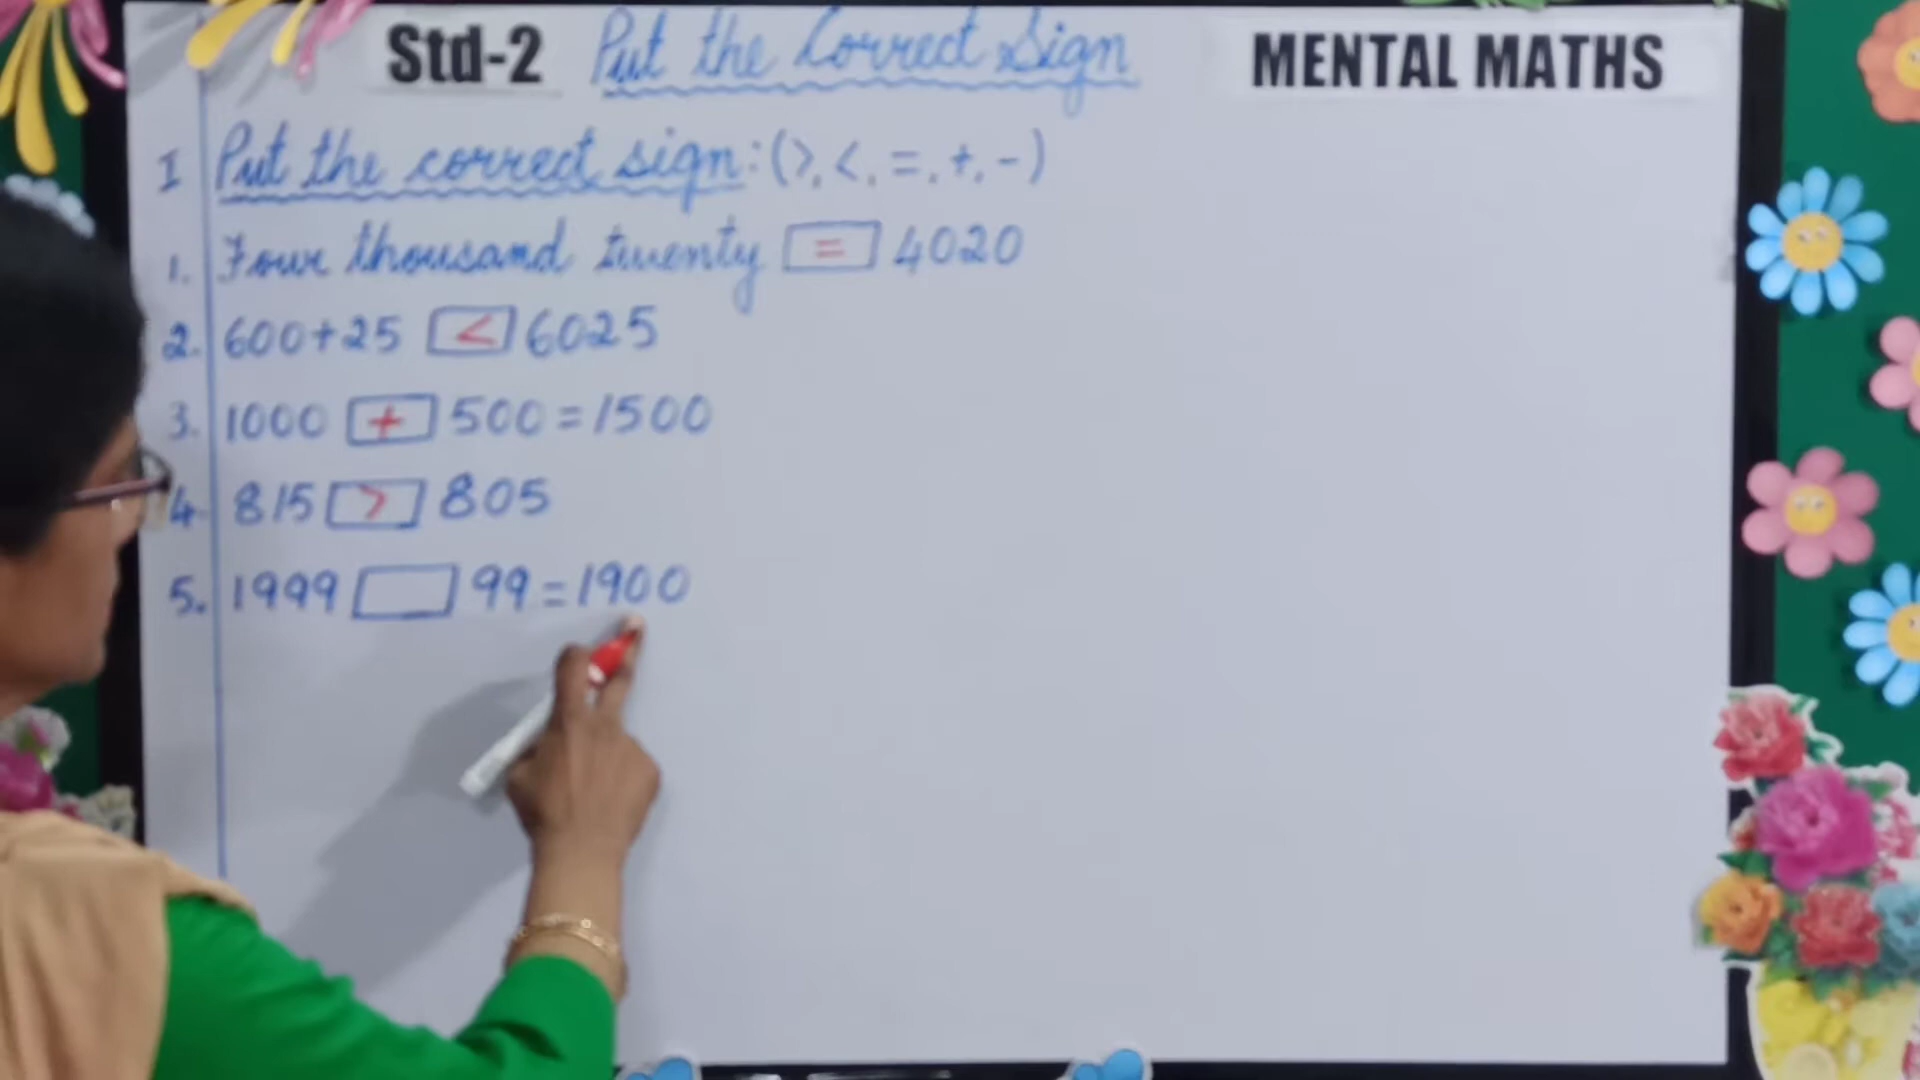 Std-2 Put the Correct Sign MENTAL MATHS
I Put the correct sign: (>, <, =, +, -)
1. Four thousand twenty = 4020
2. 600+25 < 6025
3. 1000 + 500 = 1500
4. 815 > 805
5. 1999 99 = 1900